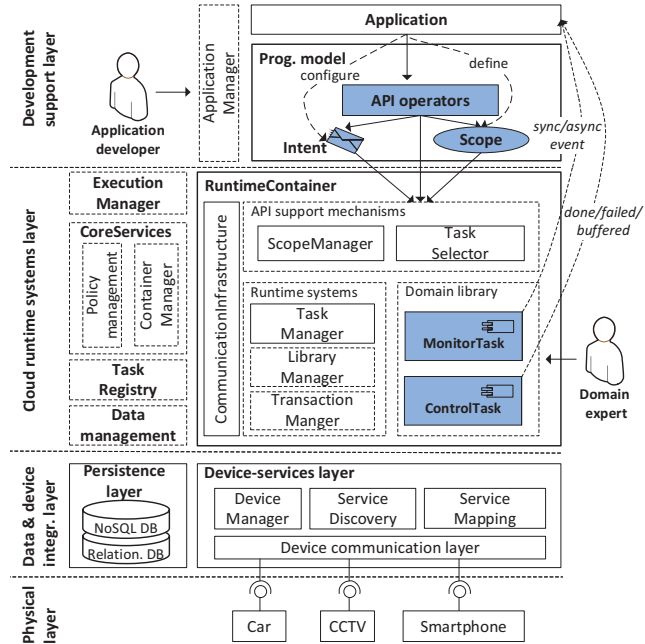 Development
support layer
Application
developer
Application
Manager
Application
Prog. model
configure
define
API operators
Intent
Scope
sync/async
event
done/failed/
buffered
Cloud runtime systems layer
Execution
Manager
CoreServices
Policy
management
Container
Manager
Task
Registry
Data
management
RuntimeContainer
CommunicationInfrastructure
API support mechanisms
ScopeManager
Task
Selector
Runtime systems
Task
Manager
Library
Manager
Transaction
Manger
Domain library
MonitorTask
ControlTask
Domain
expert
Data & device
integr. layer
Persistence
layer
NoSQL DB
Relation. DB
Device-services layer
Device
Manager
Service
Discovery
Service
Mapping
Device communication layer
Physical
layer
Car
CCTV
Smartphone